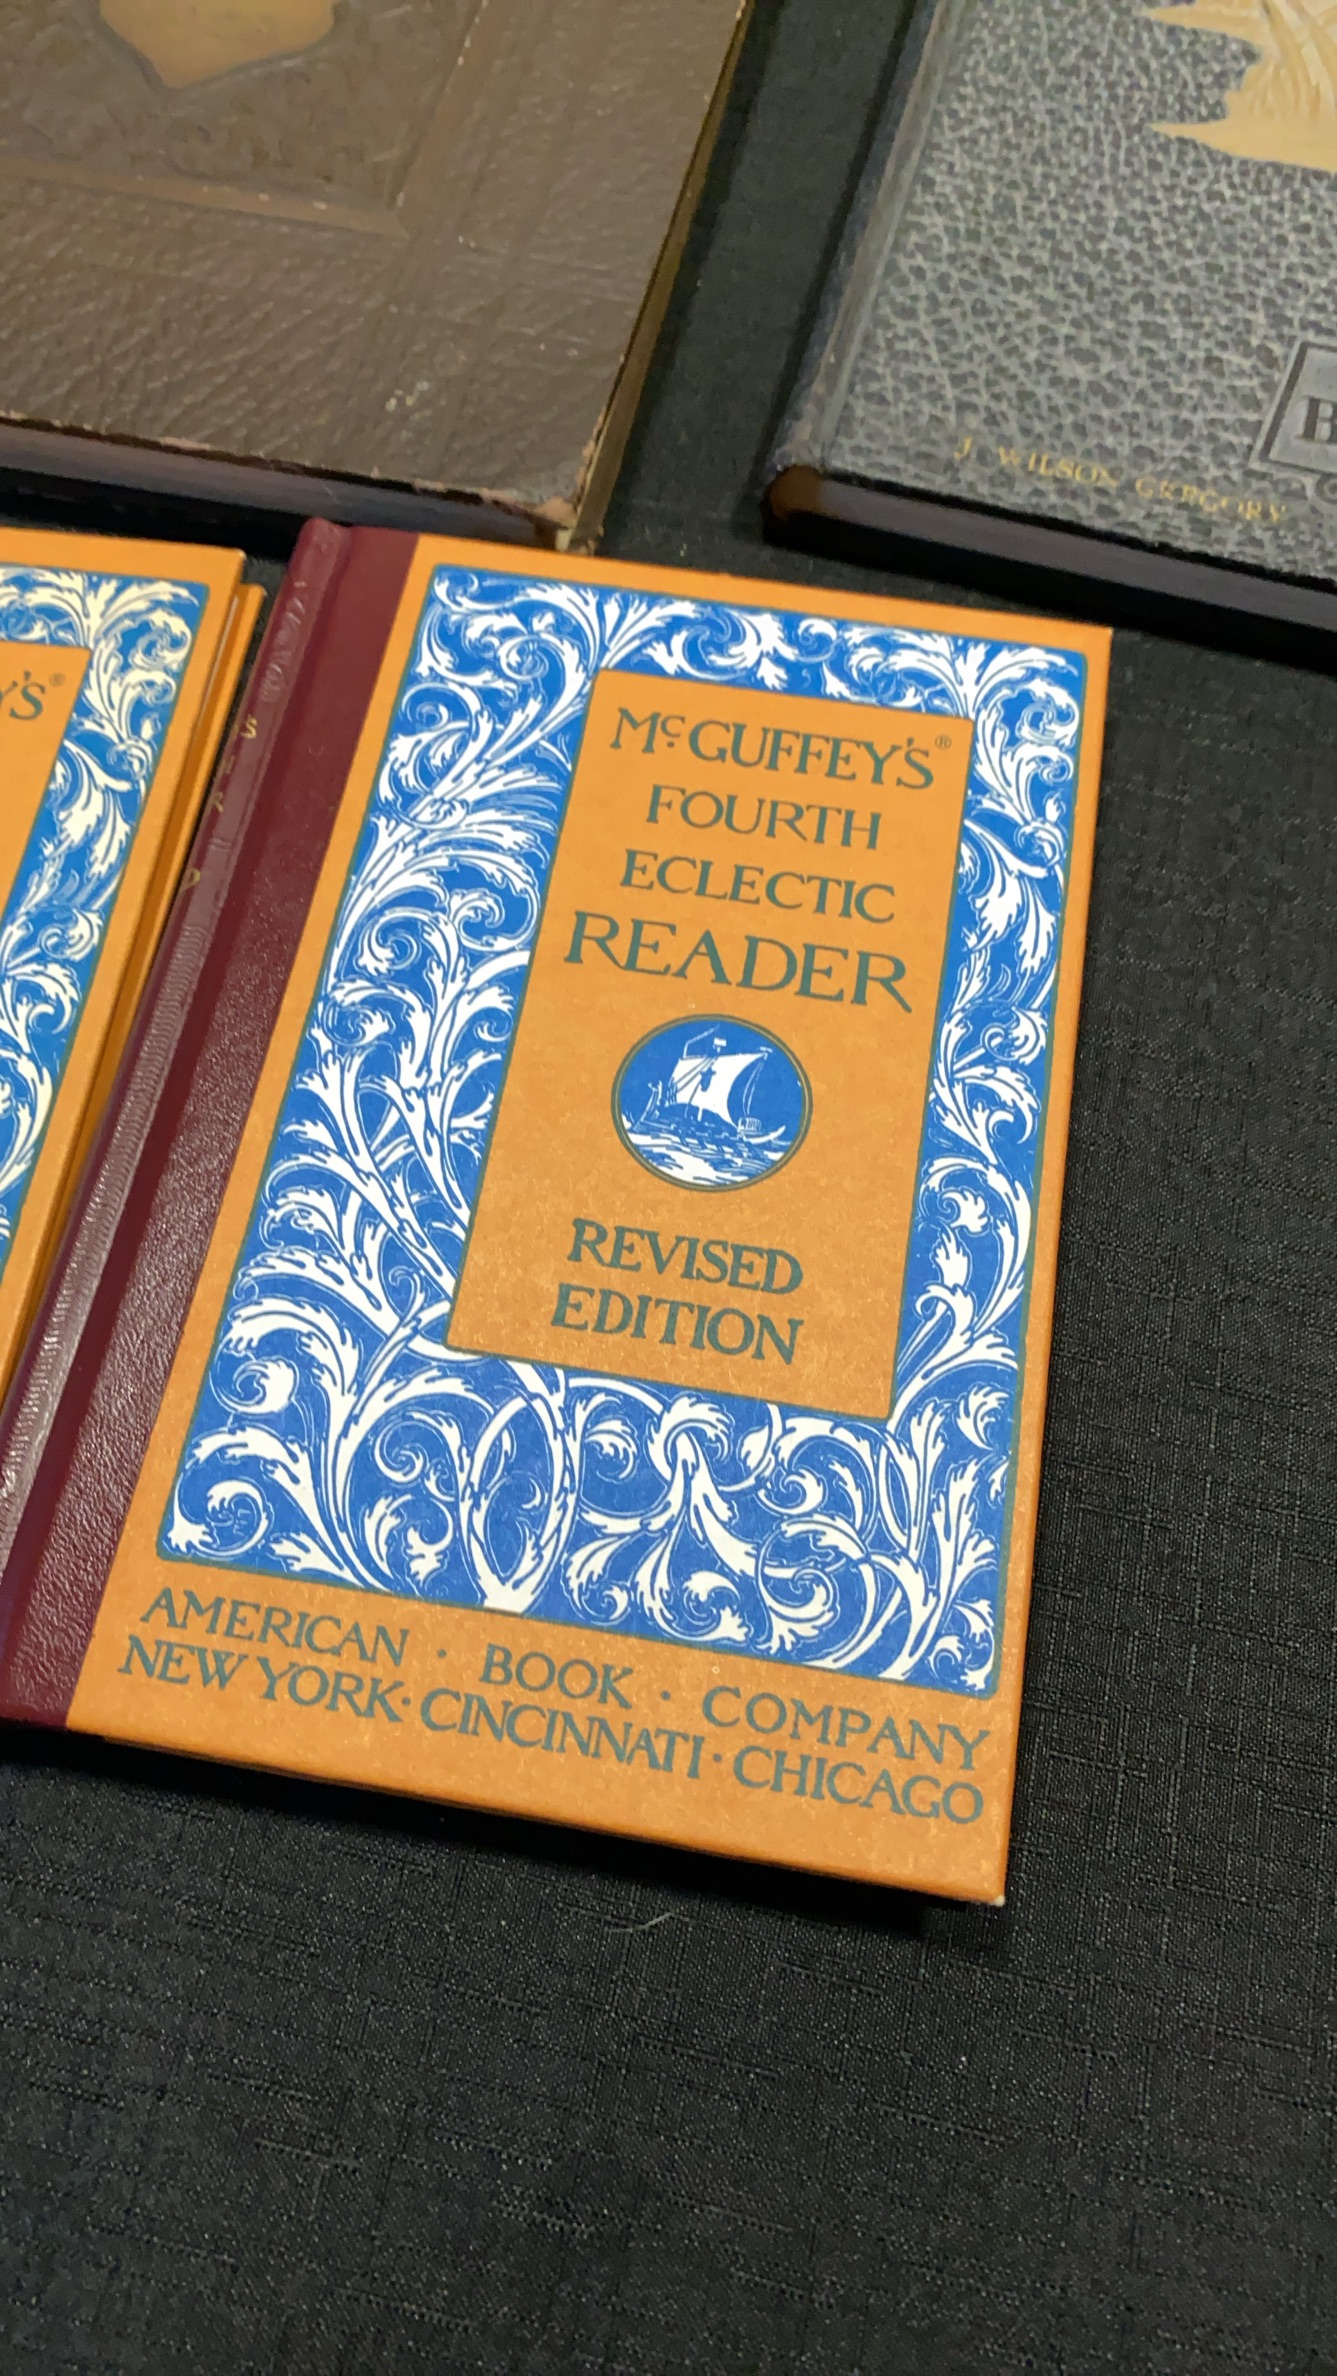 J. WILSON GREGORY
B
Y'S®
McGUFFEY'S®
FOURTH
ECLECTIC
READER
REVISED
EDITION
AMERICAN · BOOK · COMPANY
NEW YORK · CINCINNATI · CHICAGO